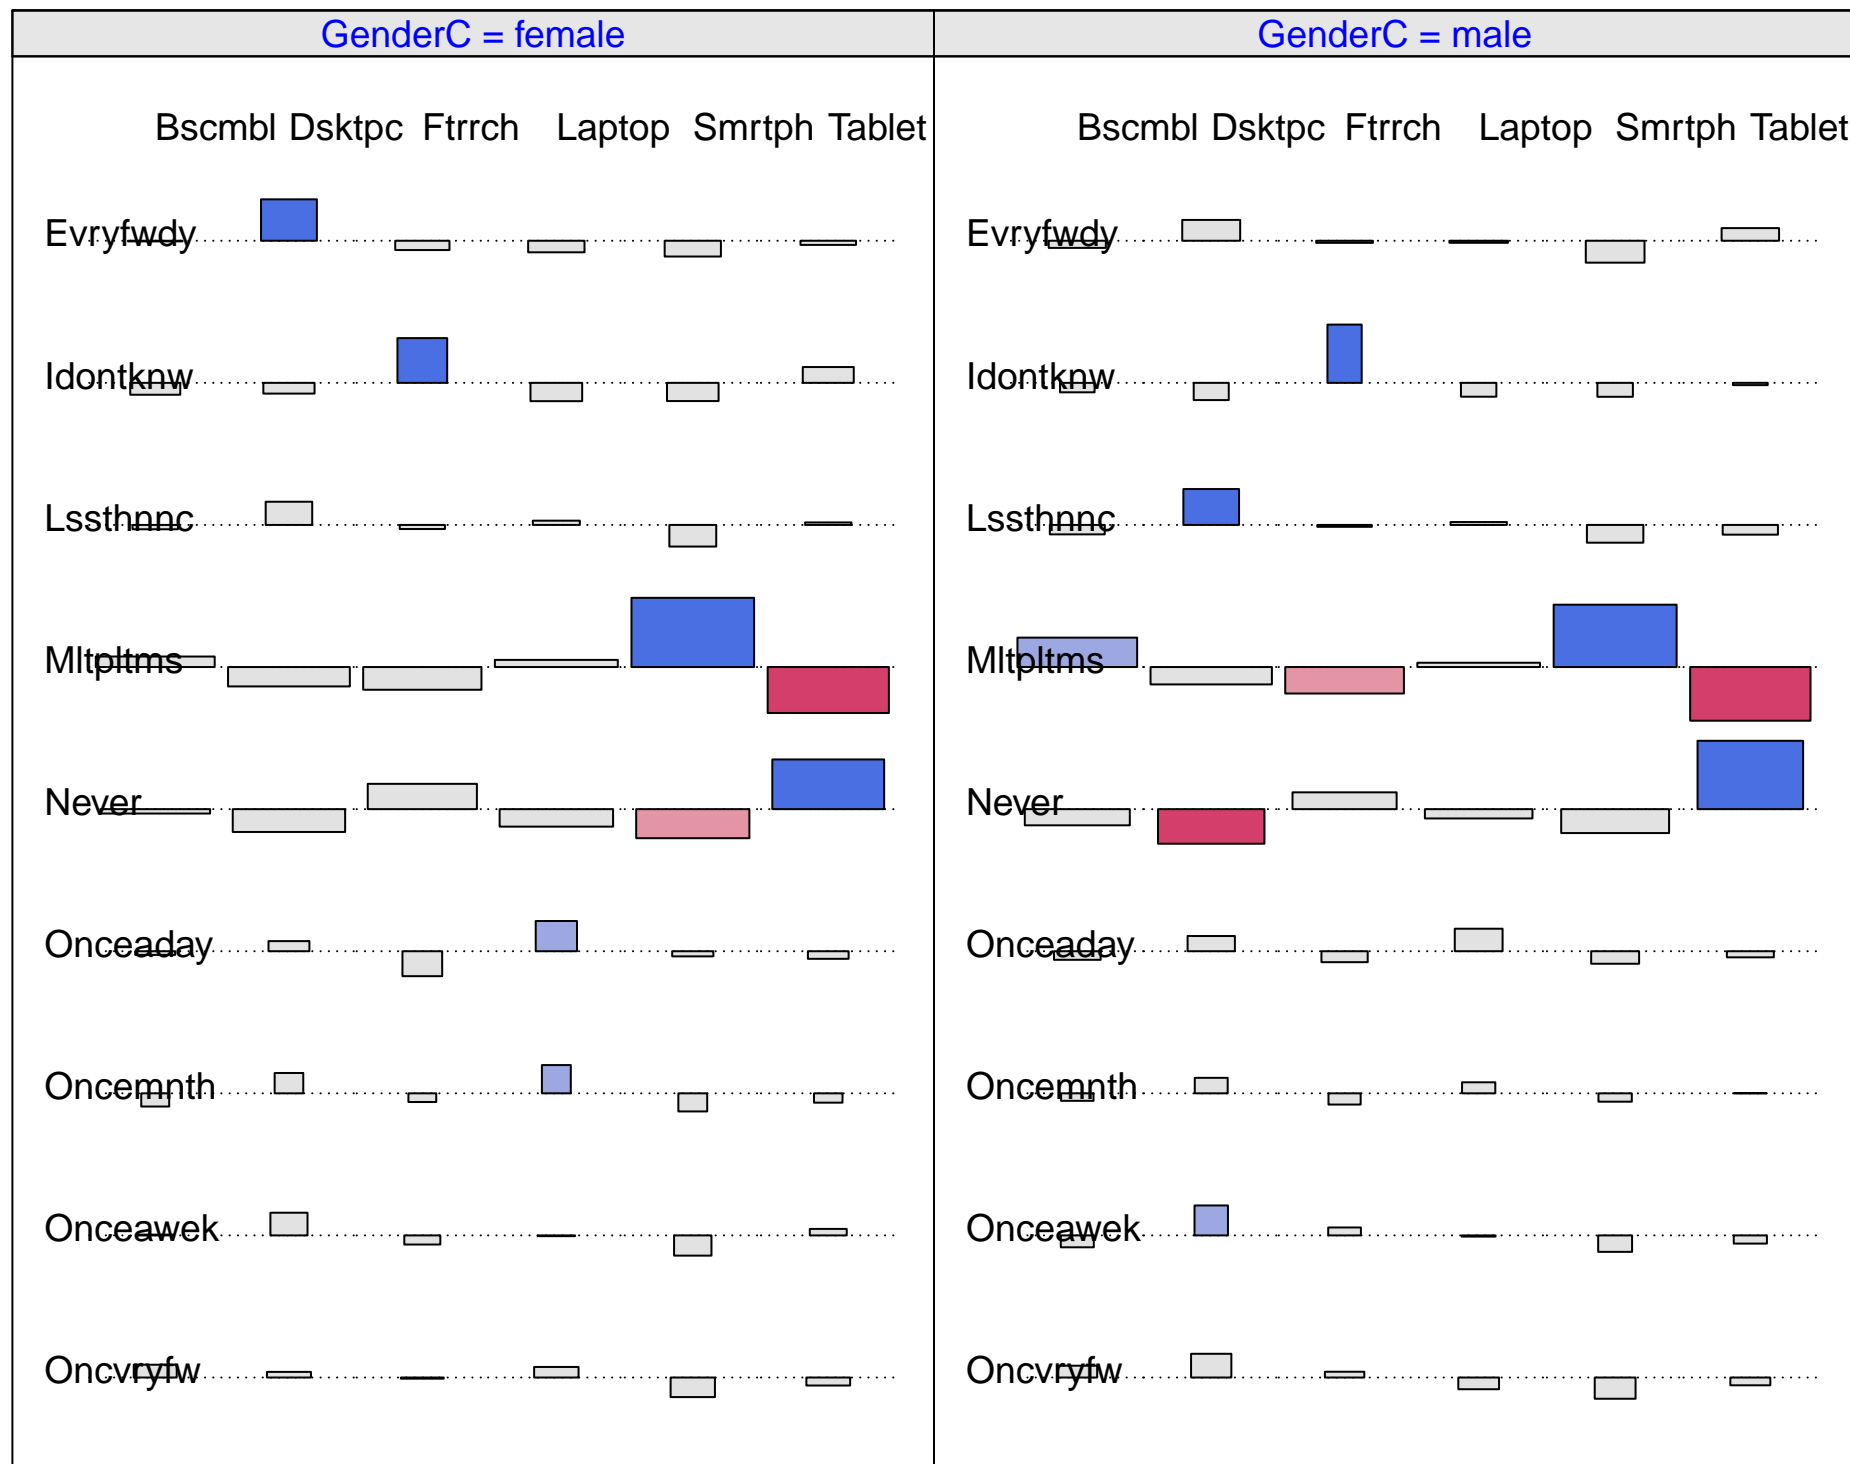 GenderC = female
Bscmbl Dsktpc Ftrrch Laptop Smrtph Tablet
Evryfwdy
Idontknw
Lssthnnc
Mltpltms
Never
Onceaday
Oncemnth
Onceawek
Oncvryfw
GenderC = male
Bscmbl Dsktpc Ftrrch Laptop Smrtph Tablet
Evryfwdy
Idontknw
Lssthnnc
Mltpltms
Never
Onceaday
Oncemnth
Onceawek
Oncvryfw